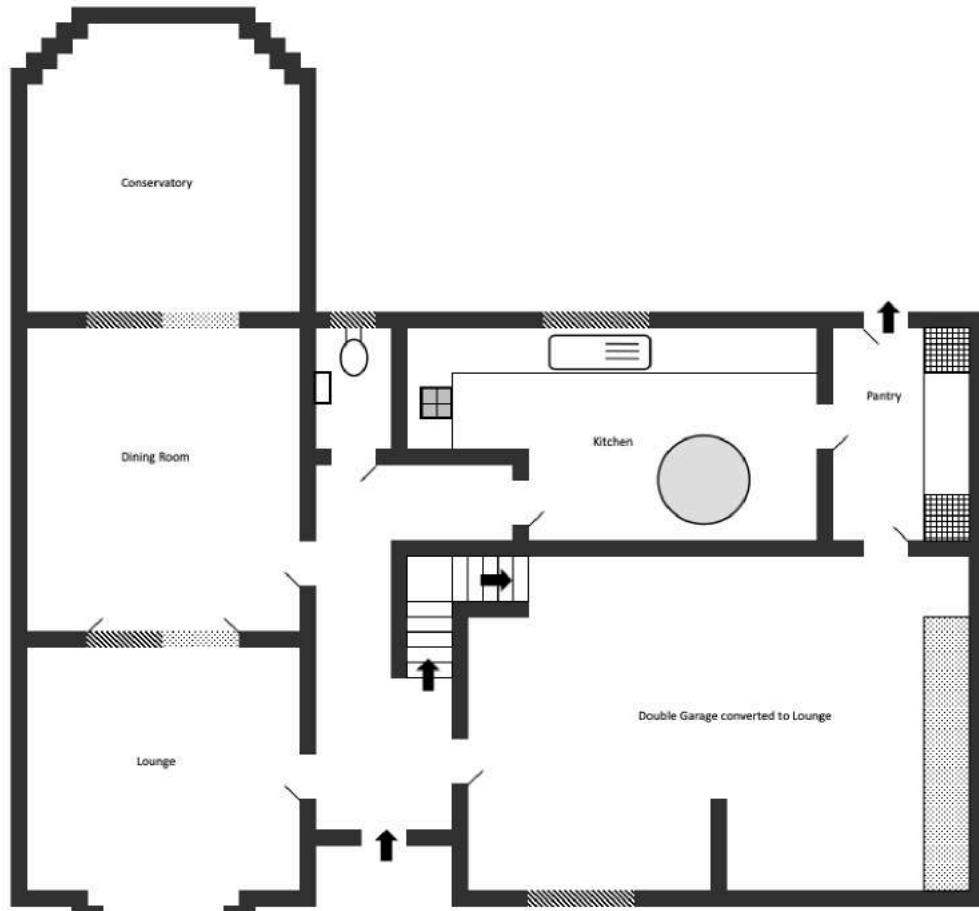 Conservatory
Pantry
Kitchen
Dining Room
Double Garage converted to Lounge
Lounge